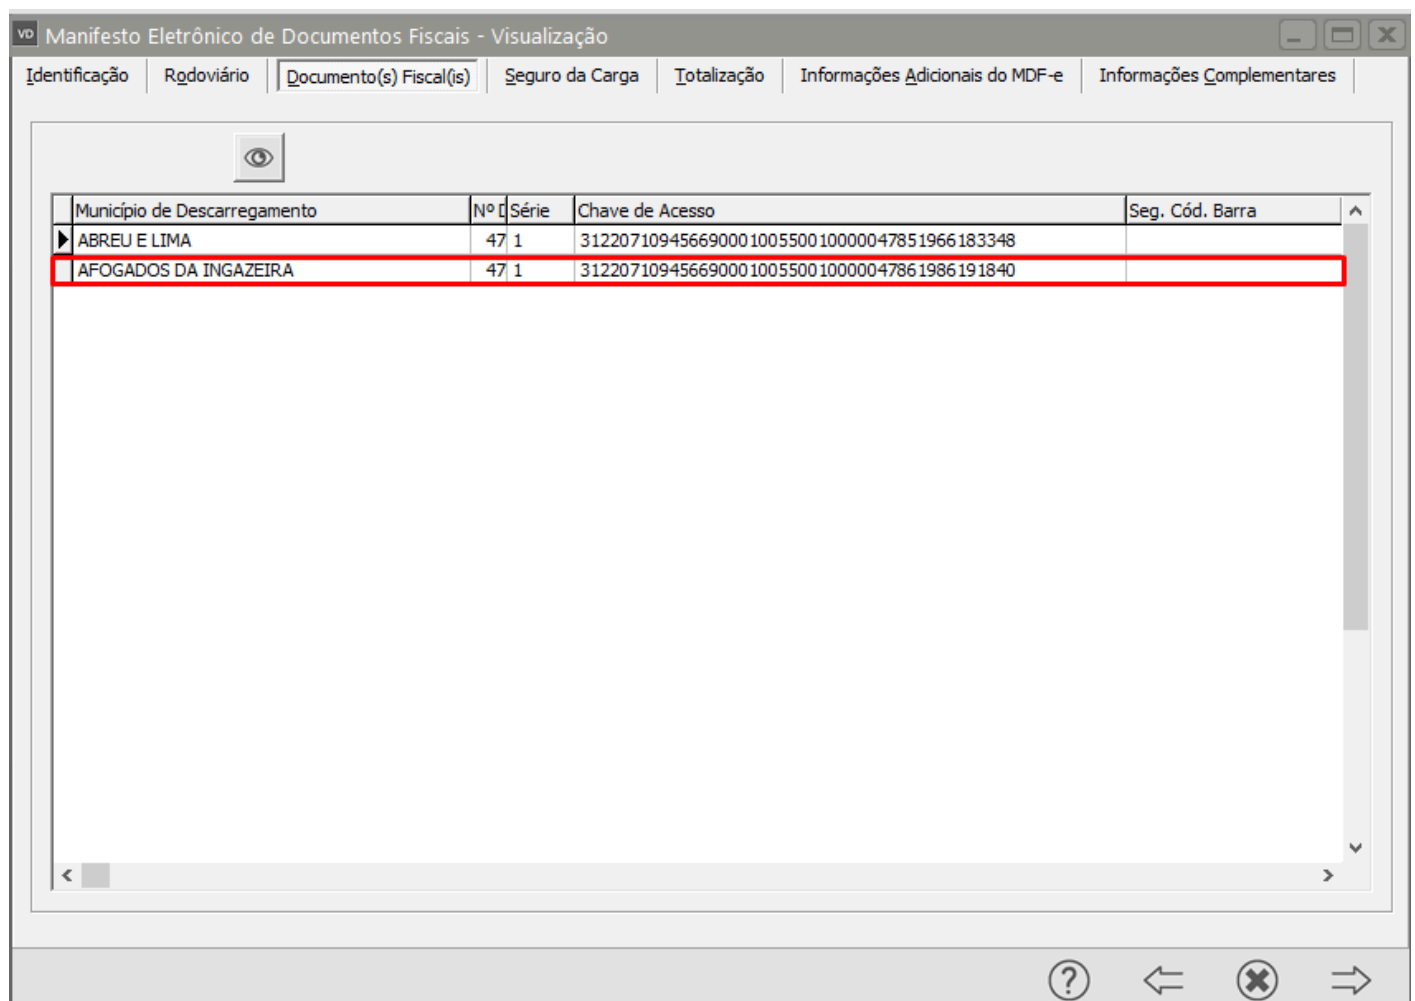 VD Manifesto Eletrônico de Documentos Fiscais - Visualização
Identificação Rodoviário Documento(s) Fiscal(is) Seguro da Carga Totalização Informações Adicionais do MDF-e Informações Complementares
Município de Descarregamento Nº Série Chave de Acesso Seg. Cód. Barra
ABREU E LIMA 47 1 31220710945669000100550010000047851966183348
AFOGADOS DA INGAZEIRA 47 1 31220710945669000100550010000047861986191840